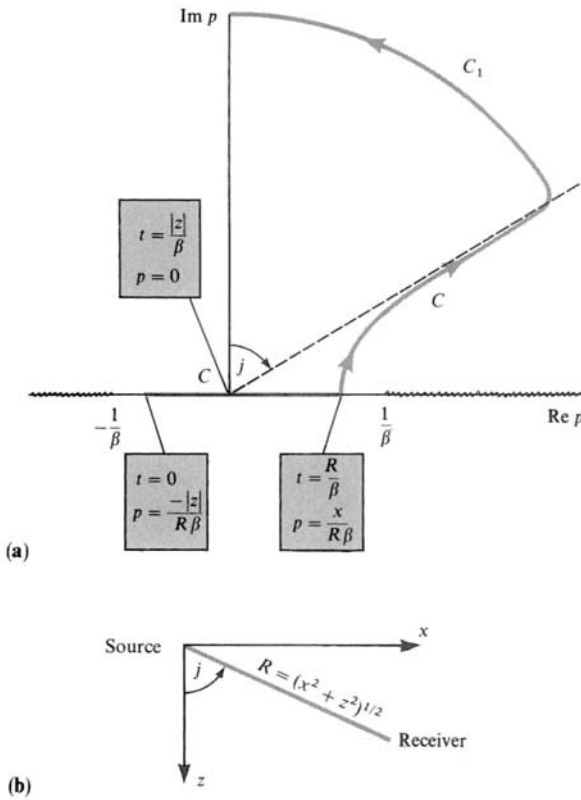 Im p
C₁
t = |z|/β
p = 0
j
C
C
-1/β
1/β
Re p
t = 0
p = -|z|/Rβ
t = R/β
p = x/Rβ
(a)
Source
x
j
R = (x² + z²)^1/2
Receiver
z
(b)